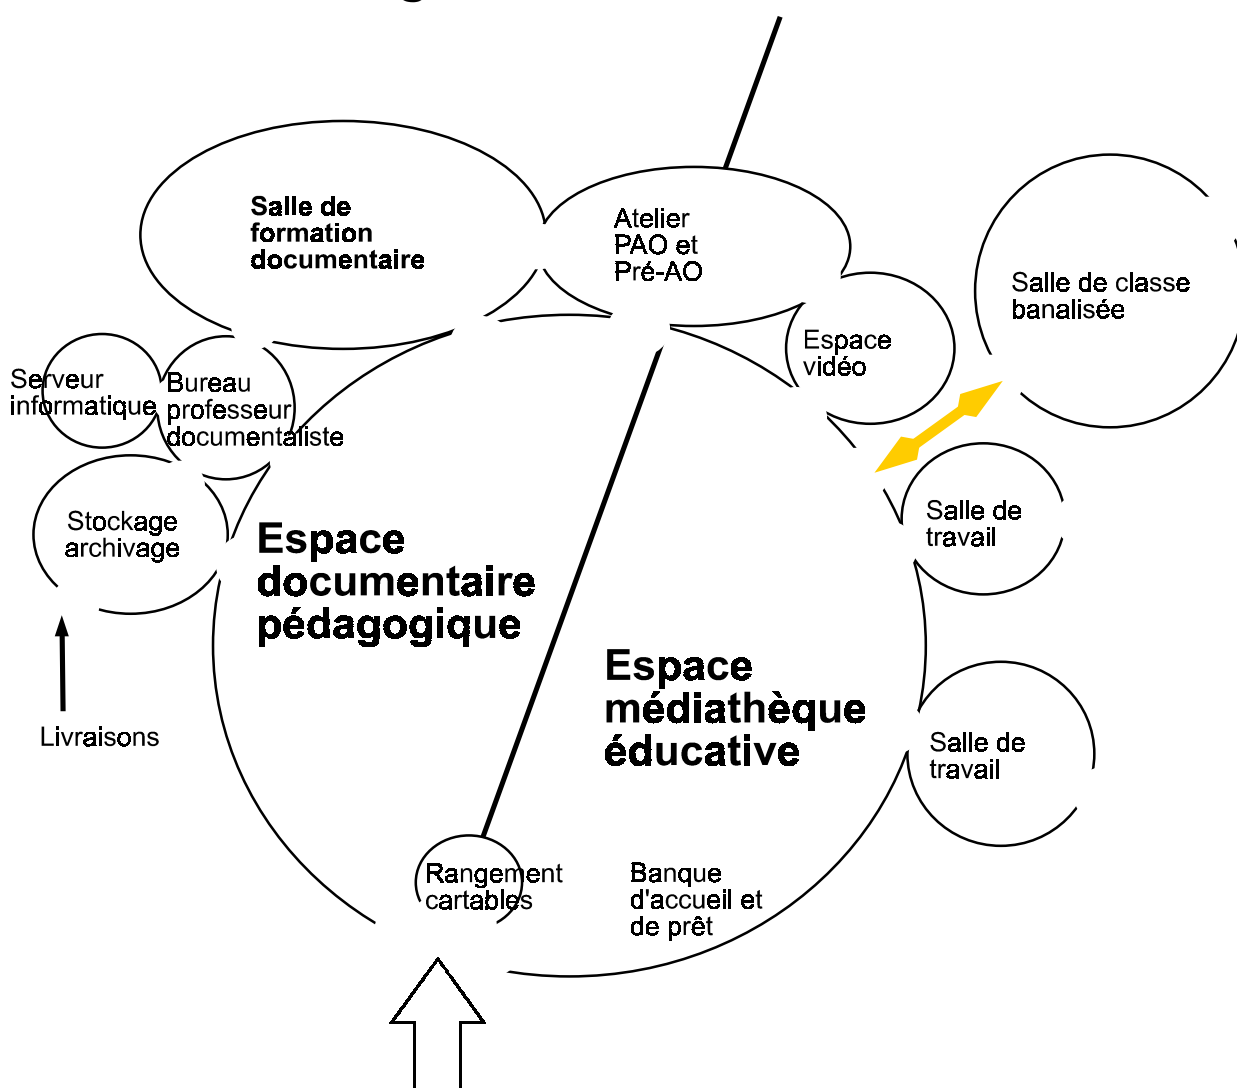 Salle de
formation
documentaire
Atelier
PAO et
Pré-AO
Salle de classe
banalisée
Espace
vidéo
Serveur
informatique
Bureau
professeur
documentaliste
Stockage
archivage
Salle de
travail
Espace
documentaire
pédagogique
Espace
médiathèque
éducative
Livraisons
Salle de
travail
Rangement
cartables
Banque
d'accueil et
de prêt